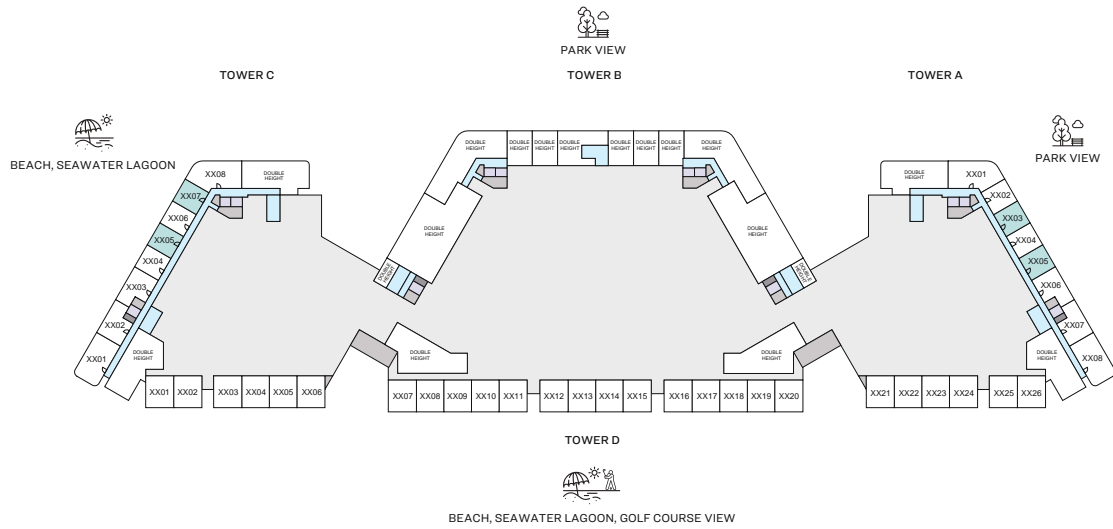 PARK VIEW
TOWER C
TOWER B
TOWER A
BEACH, SEAWATER LAGOON
PARK VIEW
DOUBLE
HEIGHT
DOUBLE
HEIGHT
DOUBLE
HEIGHT
DOUBLE
HEIGHT
DOUBLE
HEIGHT
DOUBLE
HEIGHT
DOUBLE
HEIGHT
DOUBLE
HEIGHT
XX08
DOUBLE
HEIGHT
XX07
XX06
XX05
XX04
XX03
XX02
XX01
DOUBLE
HEIGHT
DOUBLE
HEIGHT
DOUBLE
HEIGHT
DOUBLE
HEIGHT
DOUBLE
HEIGHT
DOUBLE
HEIGHT
DOUBLE
HEIGHT
DOUBLE
HEIGHT
XX01
XX02
XX03
XX04
XX05
XX06
XX07
XX08
DOUBLE
HEIGHT
XX01
XX02
XX03
XX04
XX05
XX06
XX07
XX08
XX09
XX10
XX11
XX12
XX13
XX14
XX15
XX16
XX17
XX18
XX19
XX20
XX21
XX22
XX23
XX24
XX25
XX26
TOWER D
BEACH, SEAWATER LAGOON, GOLF COURSE VIEW